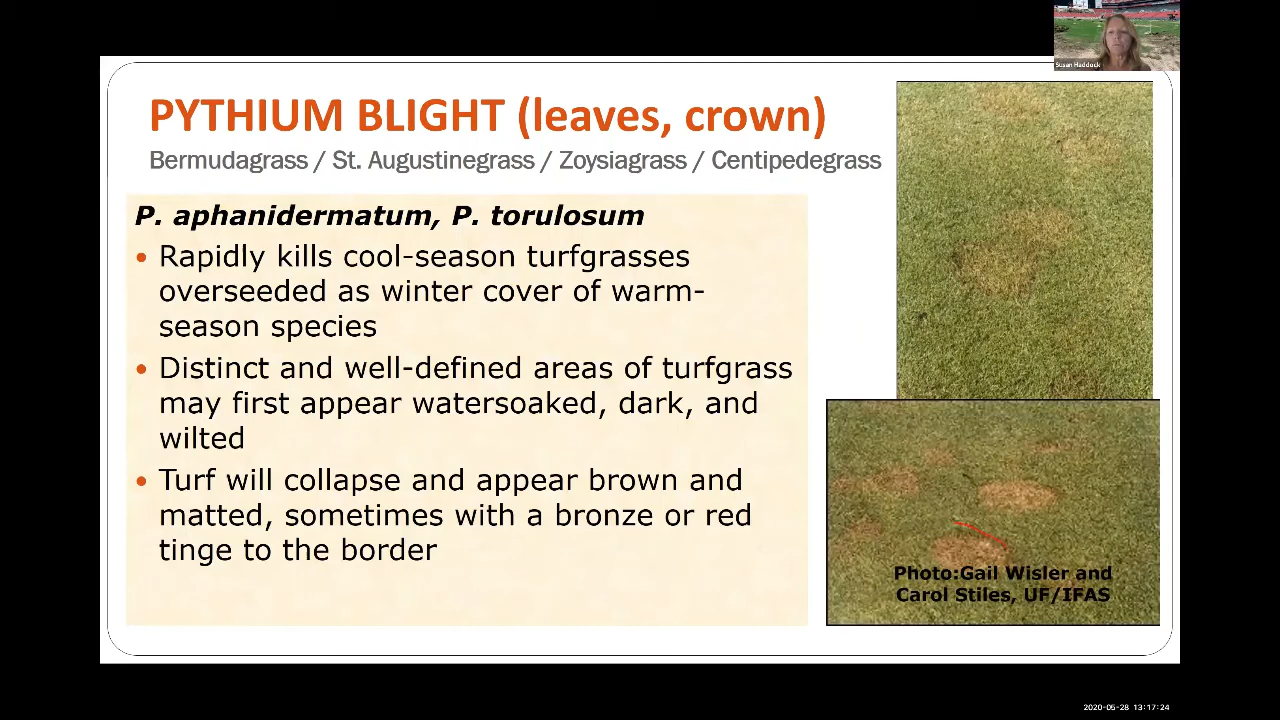 Susan Haddock
PYTHIUM BLIGHT (leaves, crown)
Bermudagrass / St. Augustinegrass / Zoysiagrass / Centipedegrass
P. aphanidermatum, P. torulosum
• Rapidly kills cool-season turfgrasses
overseeded as winter cover of warm-
season species
• Distinct and well-defined areas of turfgrass
may first appear watersoaked, dark, and
wilted
• Turf will collapse and appear brown and
matted, sometimes with a bronze or red
tinge to the border
Photo:Gail Wisler and
Carol Stiles, UF/IFAS
2020-05-28 13:17:24